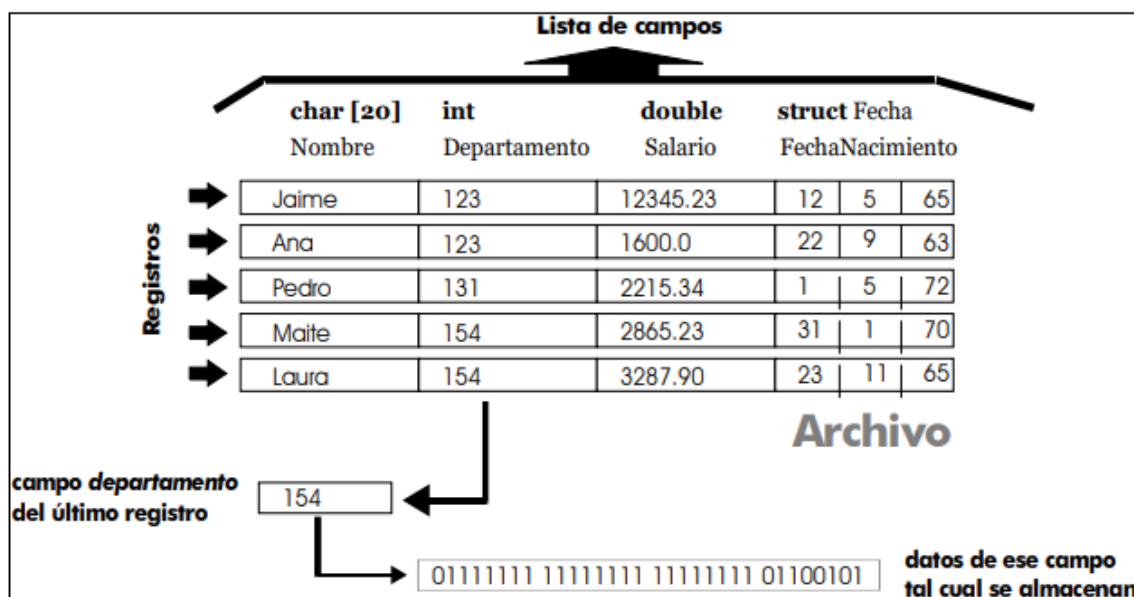 Lista de campos
char [20] int double struct Fecha
Nombre Departamento Salario FechaNacimiento
Registros
Jaime 123 12345.23 12 5 65
Ana 123 1600.0 22 9 63
Pedro 131 2215.34 1 5 72
Maite 154 2865.23 31 1 70
Laura 154 3287.90 23 11 65
Archivo
campo departamento
del último registro
154
01111111 11111111 11111111 01100101
datos de ese campo
tal cual se almacenan